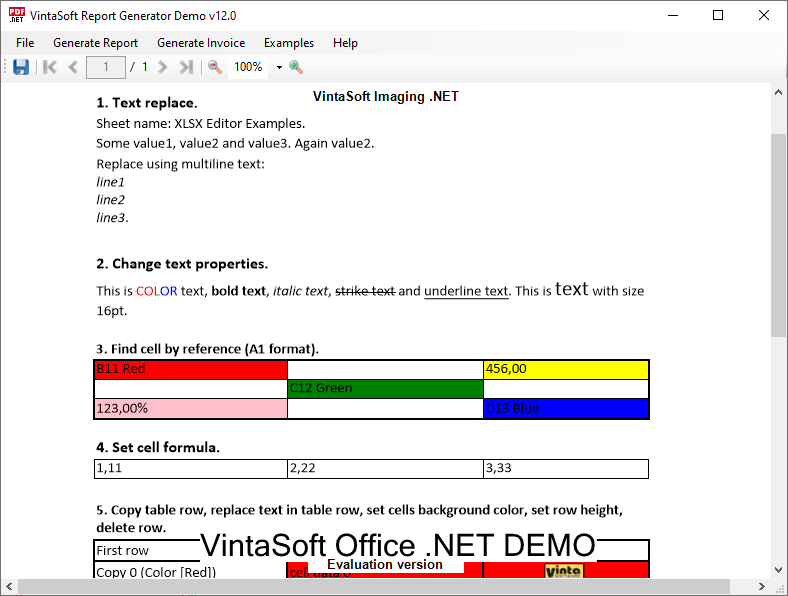 PDF .NET VintaSoft Report Generator Demo v12.0
File Generate Report Generate Invoice Examples Help
1 / 1 100%
VintaSoft Imaging .NET
1. Text replace.
Sheet name: XLSX Editor Examples.
Some value1, value2 and value3. Again value2.
Replace using multiline text:
line1
line2
line3.
2. Change text properties.
This is COLOR text, bold text, italic text, strike text and underline text. This is text with size
16pt.
3. Find cell by reference (A1 format).
B11 Red 456,00
C12 Green
123,00% D13 Blue
4. Set cell formula.
1,11 2,22 3,33
5. Copy table row, replace text in table row, set cells background color, set row height,
delete row.
First row
VintaSoft Office .NET DEMO
Evaluation version
Copy 0 (Color [Red]) cell data 0 vinta